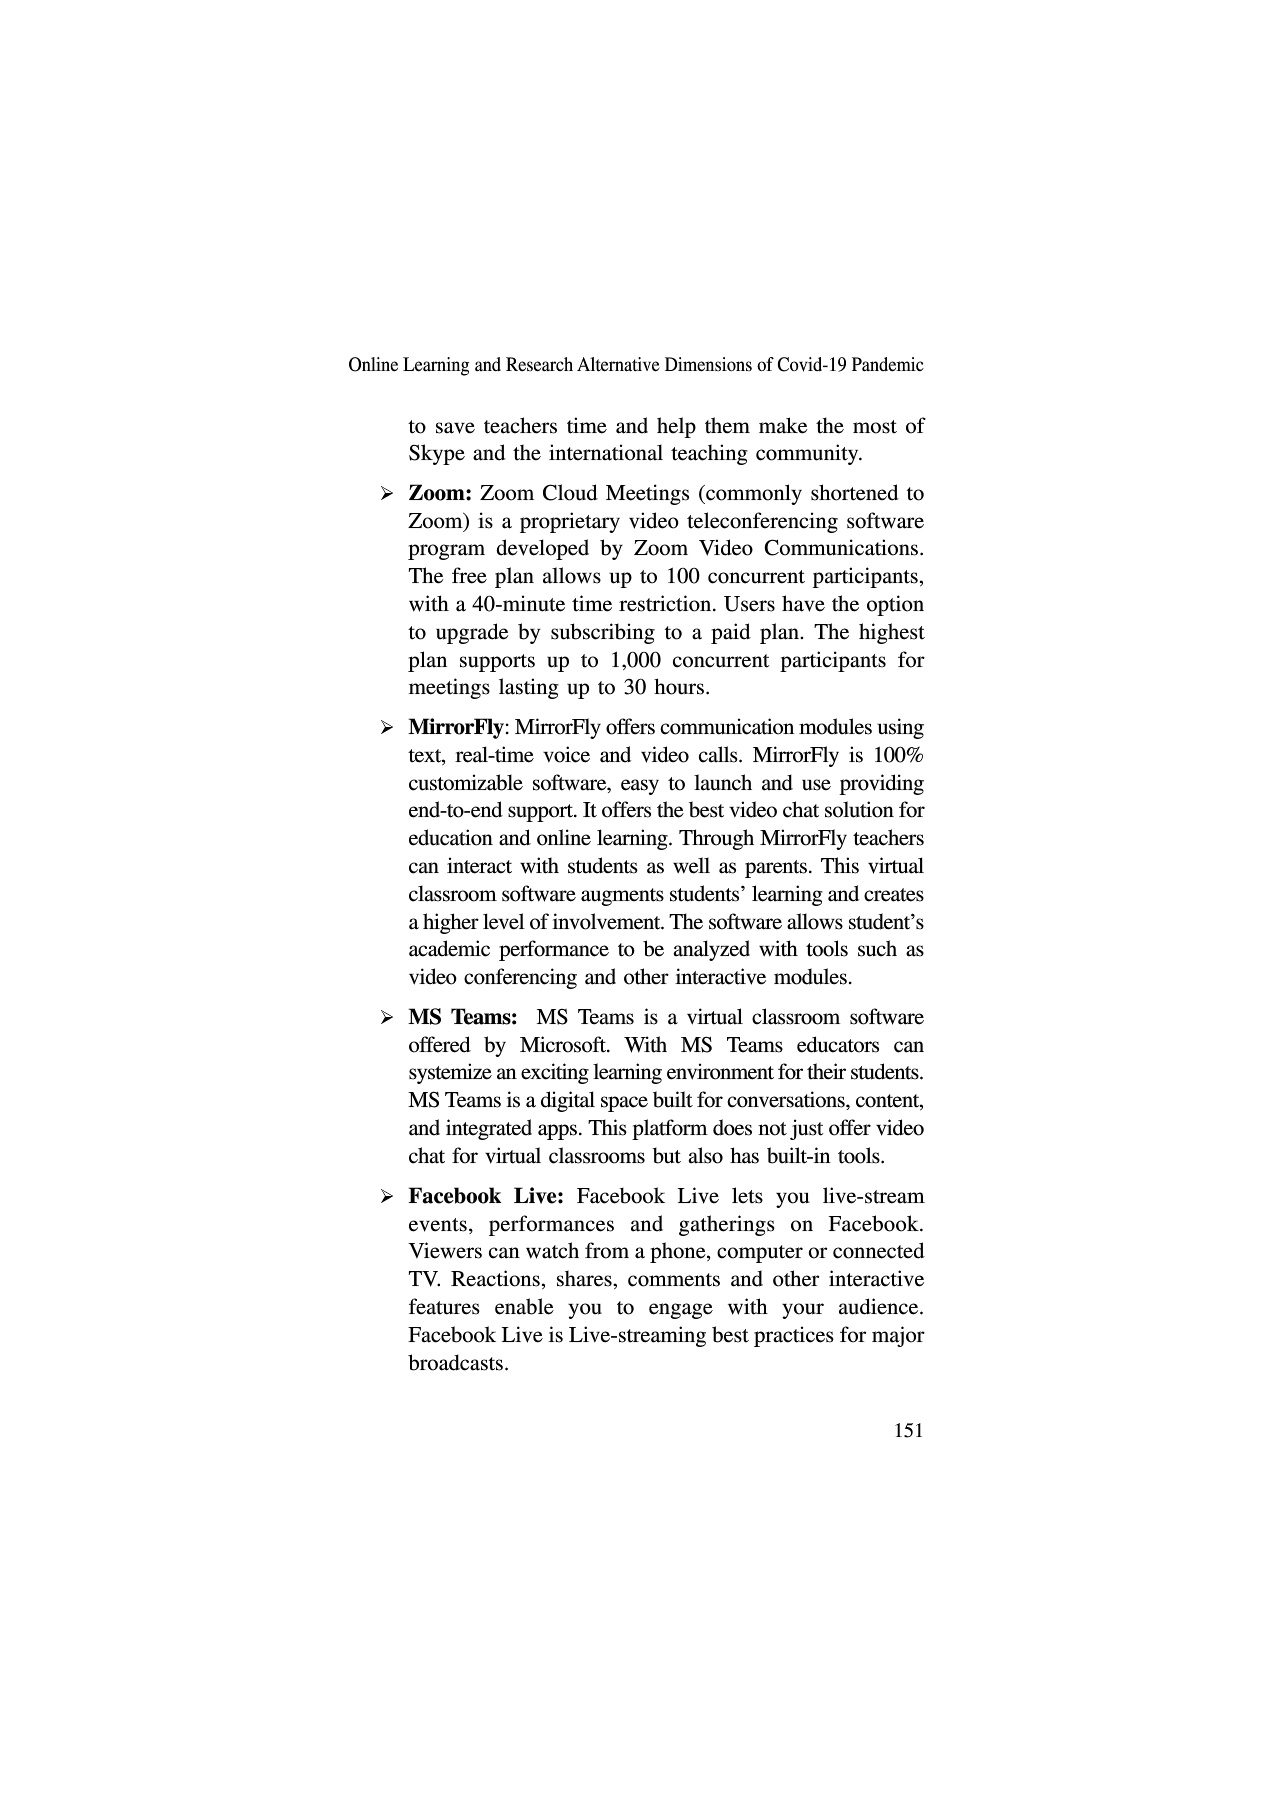 Online Learning and Research Alternative Dimensions of Covid-19 Pandemic
to save teachers time and help them make the most of
Skype and the international teaching community.
➢ Zoom: Zoom Cloud Meetings (commonly shortened to
Zoom) is a proprietary video teleconferencing software
program developed by Zoom Video Communications.
The free plan allows up to 100 concurrent participants,
with a 40-minute time restriction. Users have the option
to upgrade by subscribing to a paid plan. The highest
plan supports up to 1,000 concurrent participants for
meetings lasting up to 30 hours.
➢ MirrorFly: MirrorFly offers communication modules using
text, real-time voice and video calls. MirrorFly is 100%
customizable software, easy to launch and use providing
end-to-end support. It offers the best video chat solution for
education and online learning. Through MirrorFly teachers
can interact with students as well as parents. This virtual
classroom software augments students’ learning and creates
a higher level of involvement. The software allows student’s
academic performance to be analyzed with tools such as
video conferencing and other interactive modules.
➢ MS Teams: MS Teams is a virtual classroom software
offered by Microsoft. With MS Teams educators can
systemize an exciting learning environment for their students.
MS Teams is a digital space built for conversations, content,
and integrated apps. This platform does not just offer video
chat for virtual classrooms but also has built-in tools.
➢ Facebook Live: Facebook Live lets you live-stream
events, performances and gatherings on Facebook.
Viewers can watch from a phone, computer or connected
TV. Reactions, shares, comments and other interactive
features enable you to engage with your audience.
Facebook Live is Live-streaming best practices for major
broadcasts.
151